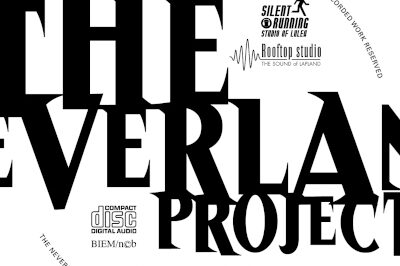 THE
EVERLAN
PROJECT
SILENT
RUNNING
STUDIO OF LULEÅ
Rooftop studio
THE SOUND of LAPLAND
CORDED WORK RESERVED
COMPACT
disc
DIGITAL AUDIO
BIEM/n©b
THE NEVER